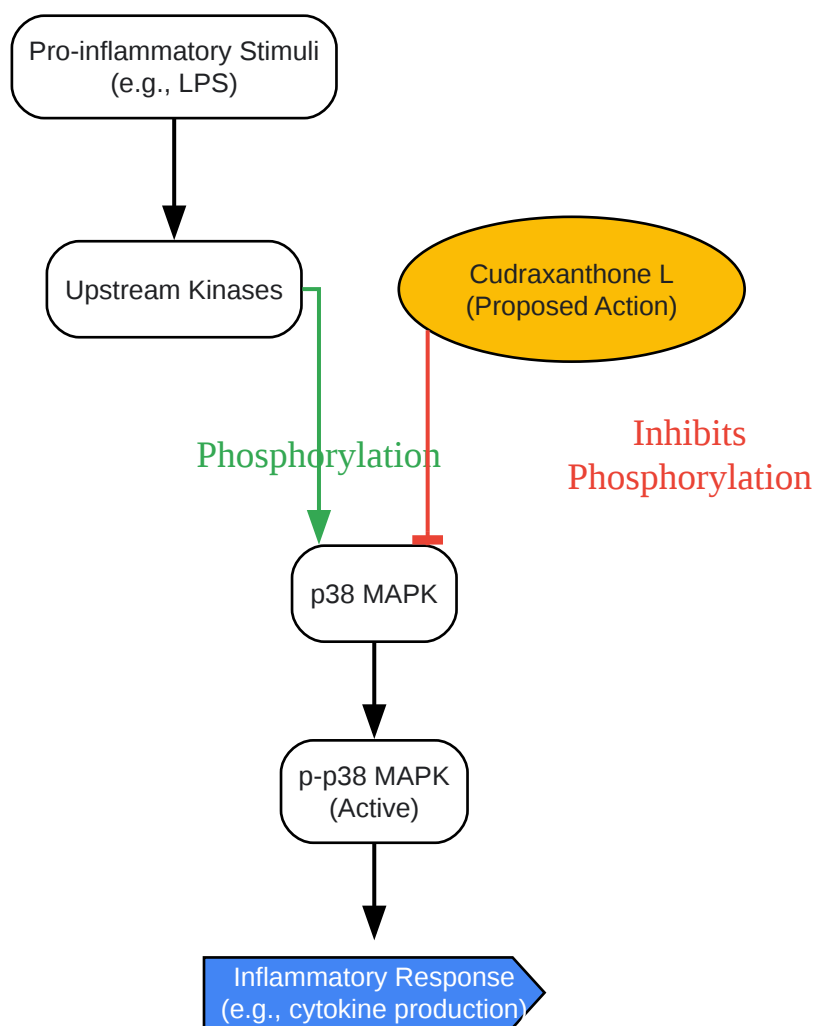 Pro-inflammatory Stimuli
(e.g., LPS)
Upstream Kinases
Cudraxanthone L
(Proposed Action)
Phosphorylation
Inhibits
Phosphorylation
p38 MAPK
p-p38 MAPK
(Active)
Inflammatory Response
(e.g., cytokine production)